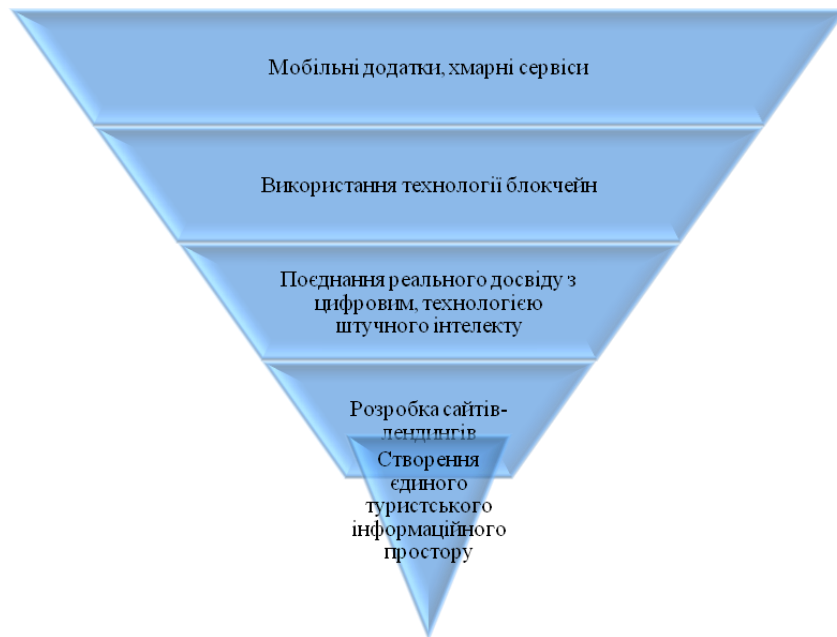 Мобільні додатки, хмарні сервіси
Використання технології блокчейн
Поєднання реального досвіду з
цифровим, технологією
штучного інтелекту
Розробка сайтів-
лендингів
Створення
єдиного
туристського
інформаційного
простору